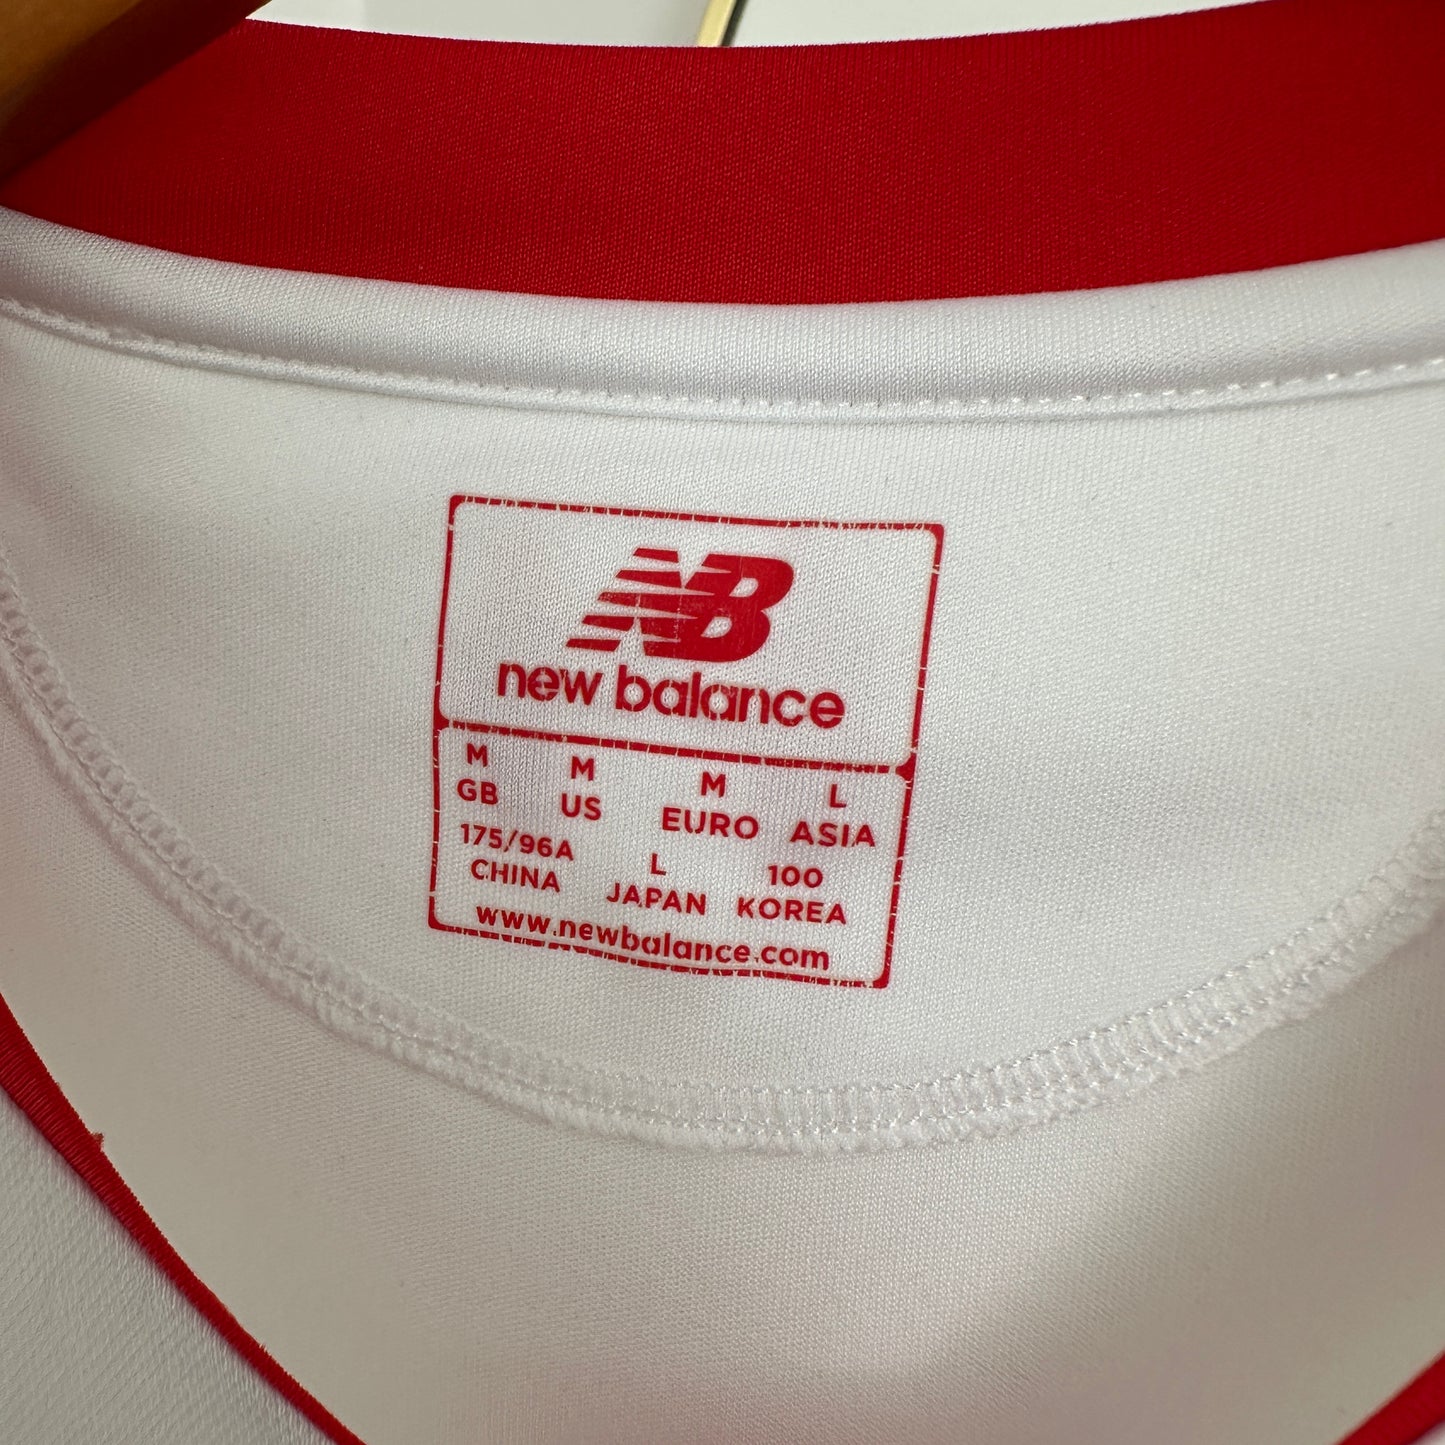 NB
new balance
M M M L
GB US EURO ASIA
175/96A L 100
CHINA JAPAN KOREA
www.newbalance.com